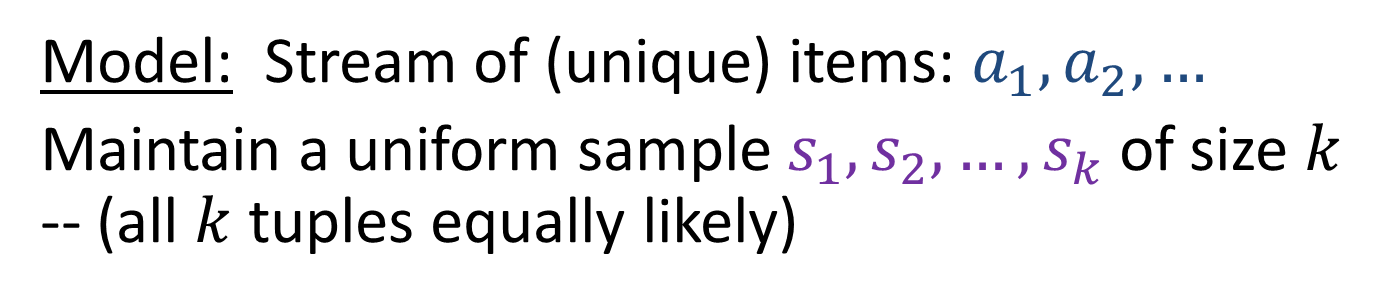 Model: Stream of (unique) items: a₁, a₂, ...
Maintain a uniform sample s₁, s₂, ... , sₖ of size k
-- (all k tuples equally likely)